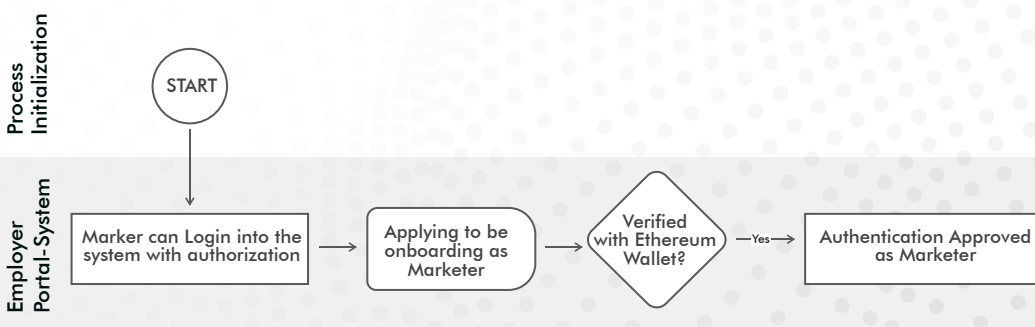 Process
Initialization
START
Employer
Portal-System
Marker can Login into the
system with authorization
Applying to be
onboarding as
Marketer
Verified
with Ethereum
Wallet?
Yes
Authentication Approved
as Marketer